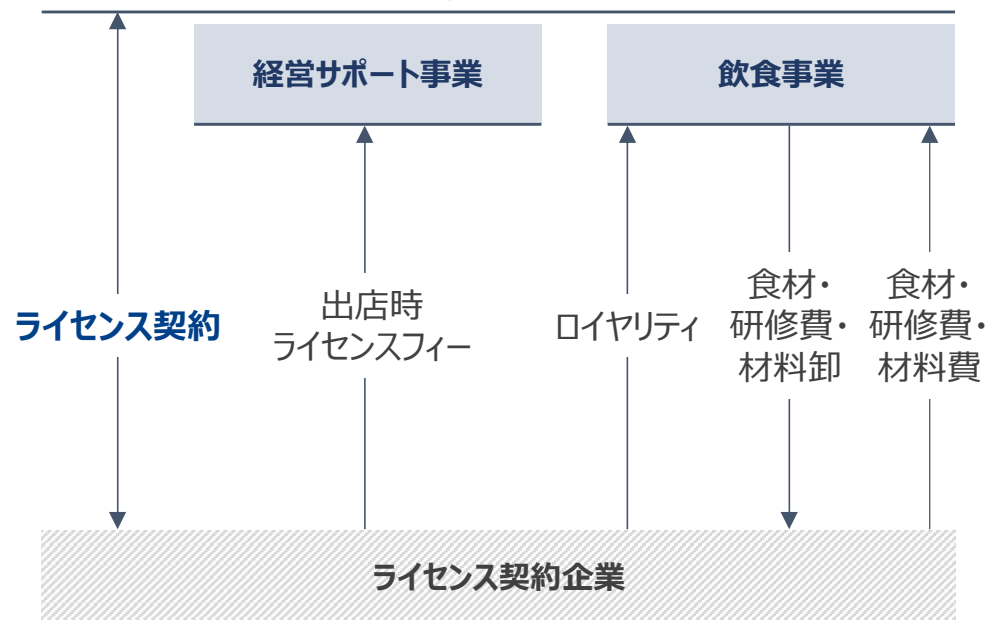 経営サポート事業
飲食事業
ライセンス契約
出店時
ライセンスフィー
ロイヤリティ
食材・
研修費・
材料卸
食材・
研修費・
材料費
ライセンス契約企業